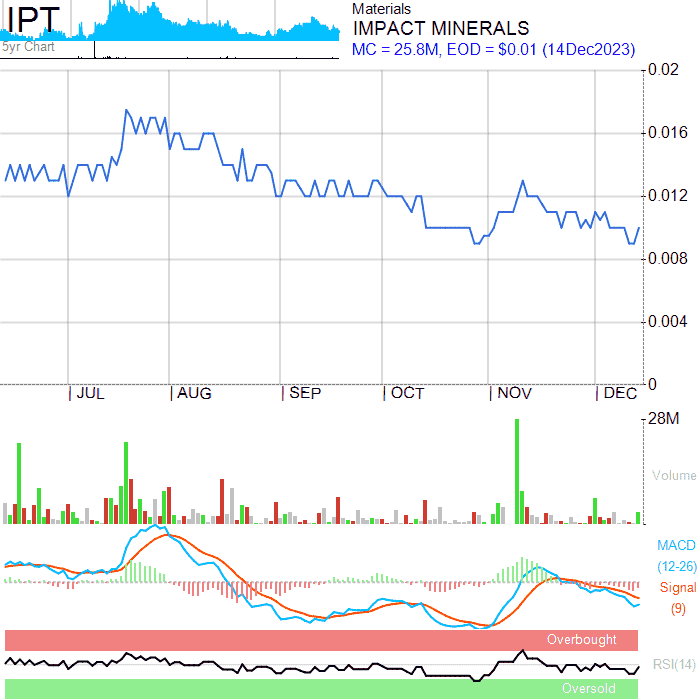 IPT
5yr Chart
Materials
IMPACT MINERALS
MC = 25.8M, EOD = $0.01 (14Dec2023)
0.02
0.016
0.012
0.008
0.004
0
JUL AUG SEP OCT NOV DEC
28M
Volume
MACD
(12-26)
Signal
(9)
Overbought
RSI(14)
Oversold